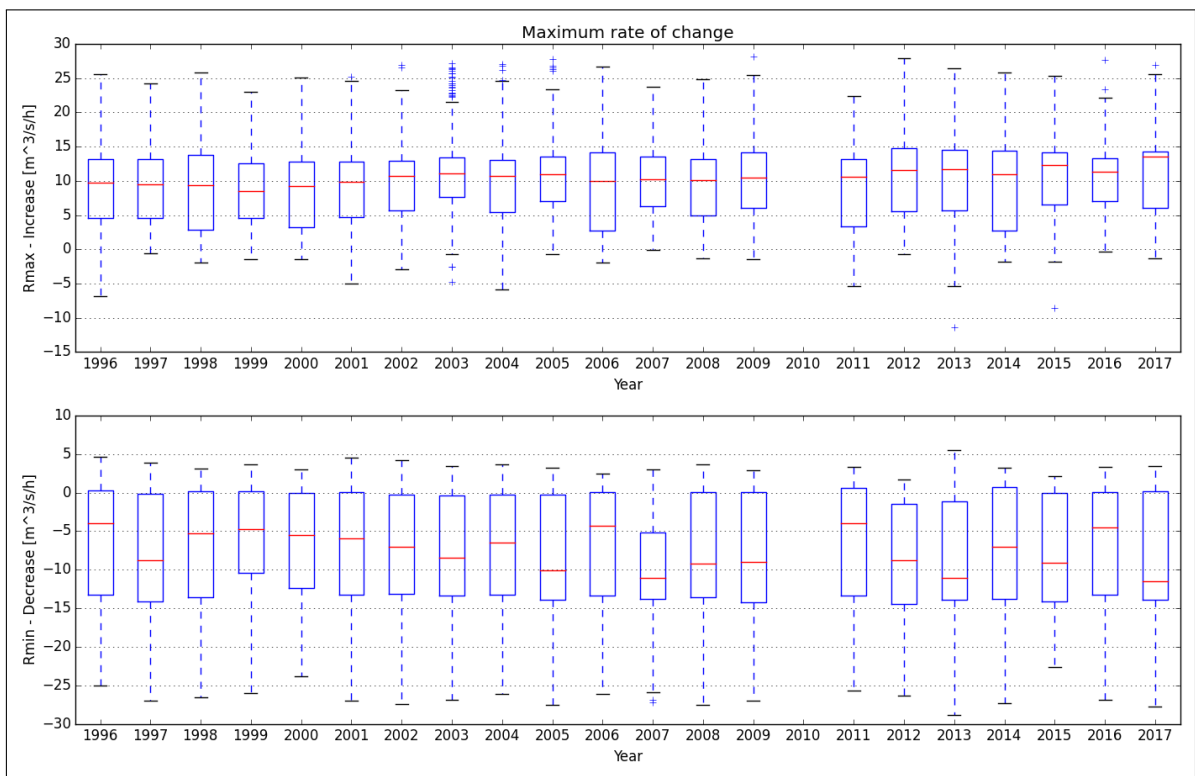 Maximum rate of change
Rmax - Increase [m^3/s/h]
30
25
20
15
10
5
0
−5
−10
−15
1996 1997 1998 1999 2000 2001 2002 2003 2004 2005 2006 2007 2008 2009 2010 2011 2012 2013 2014 2015 2016 2017
Year
Rmin - Decrease [m^3/s/h]
10
5
0
−5
−10
−15
−20
−25
−30
1996 1997 1998 1999 2000 2001 2002 2003 2004 2005 2006 2007 2008 2009 2010 2011 2012 2013 2014 2015 2016 2017
Year